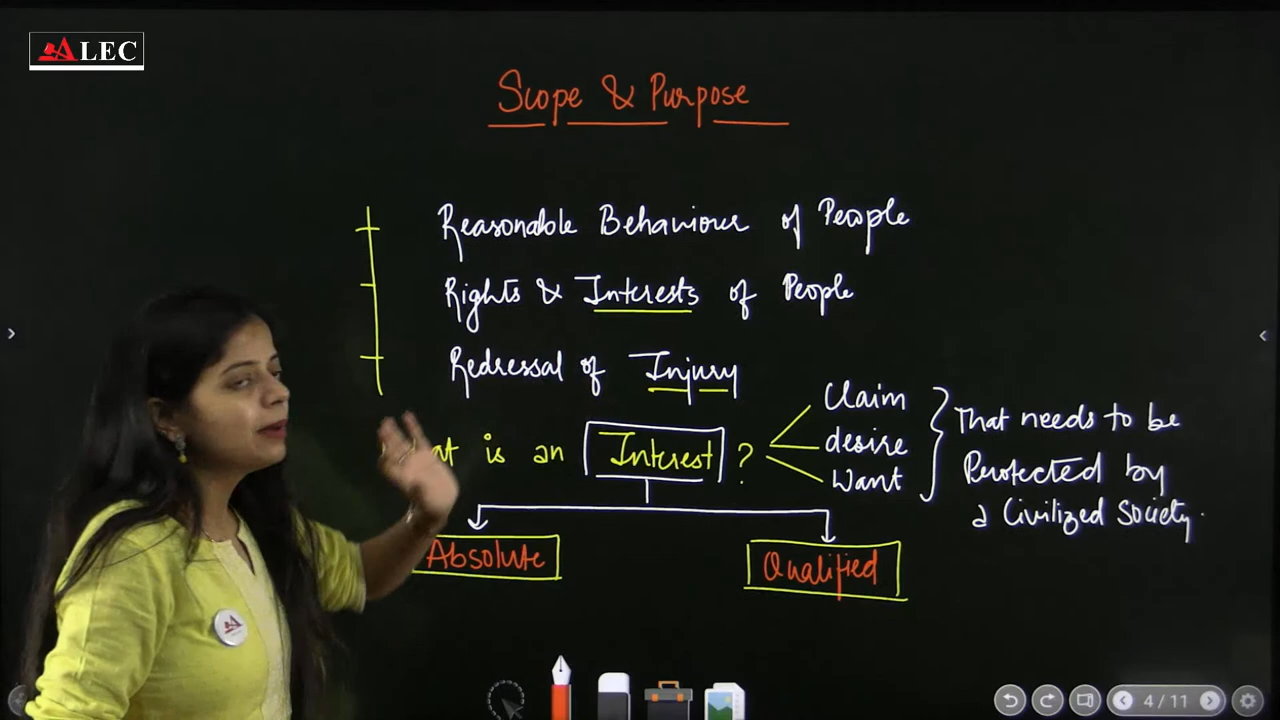 ALEC
Scope & Purpose
Reasonable Behaviour of People
Rights & Interests of People
Redressal of Injury
is an Interest ?
Claim
desire
Want
That needs to be
Protected by
a Civilized Society.
Absolute
Qualified
4 / 11